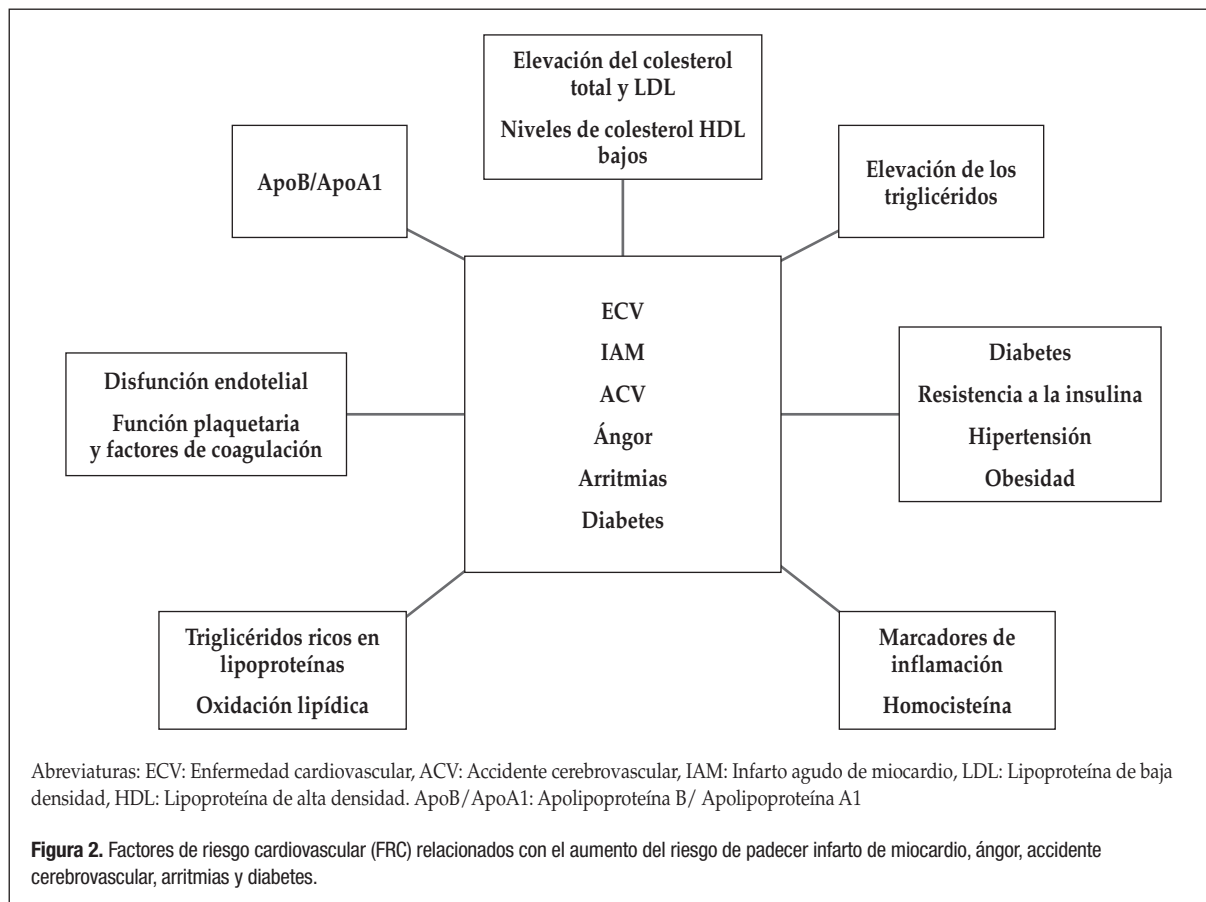 Elevación del colesterol
total y LDL
Niveles de colesterol HDL
bajos
ApoB/ApoA1
Elevación de los
triglicéridos
ECV
IAM
ACV
Ángor
Arritmias
Diabetes
Disfunción endotelial
Función plaquetaria
y factores de coagulación
Diabetes
Resistencia a la insulina
Hipertensión
Obesidad
Triglicéridos ricos en
lipoproteínas
Oxidación lipídica
Marcadores de
inflamación
Homocisteína
Abreviaturas: ECV: Enfermedad cardiovascular, ACV: Accidente cerebrovascular, IAM: Infarto agudo de miocardio, LDL: Lipoproteína de baja
densidad, HDL: Lipoproteína de alta densidad. ApoB/ApoA1: Apolipoproteína B/ Apolipoproteína A1
Figura 2. Factores de riesgo cardiovascular (FRC) relacionados con el aumento del riesgo de padecer infarto de miocardio, ángor, accidente
cerebrovascular, arritmias y diabetes.